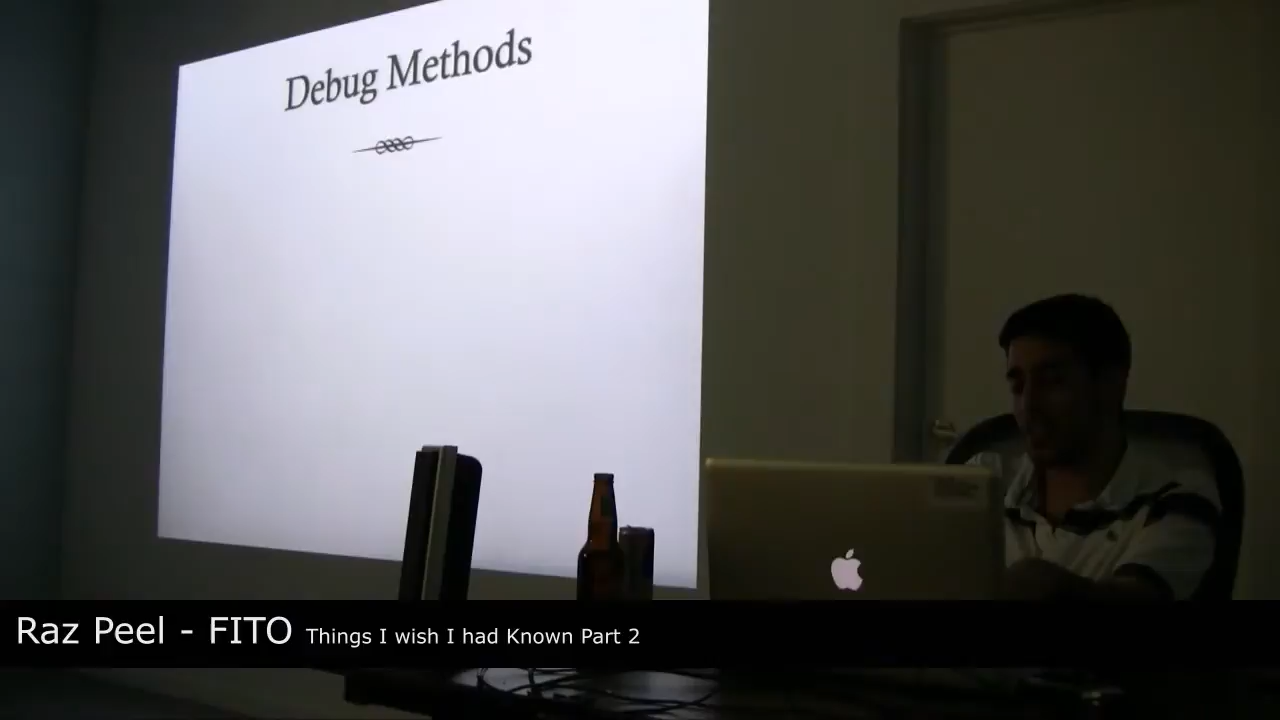 Debug Methods
Raz Peel - FITO Things I wish I had Known Part 2